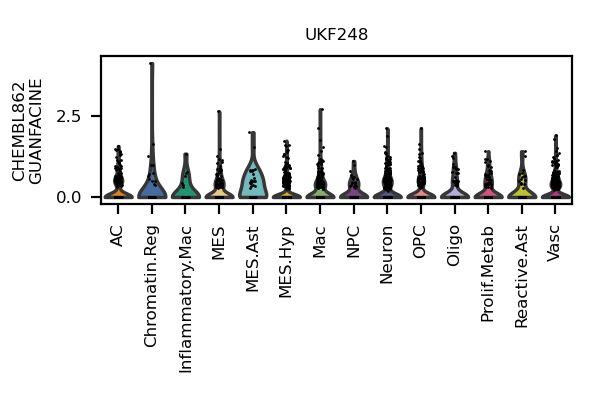 UKF248
CHEMBL862
GUANFACINE
2.5
0.0
AC
Chromatin.Reg
Inflammatory.Mac
MES
MES.Ast
MES.Hyp
Mac
NPC
Neuron
OPC
Oligo
Prolif.Metab
Reactive.Ast
Vasc